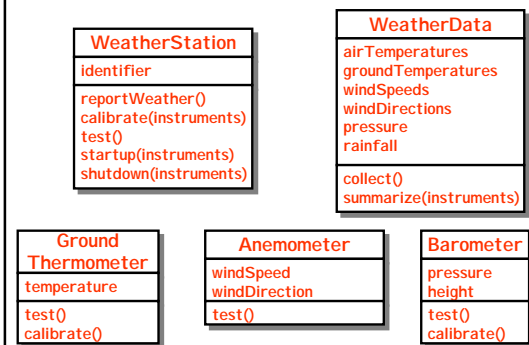 WeatherStation
identifier
reportWeather()
calibrate(instruments)
test()
startup(instruments)
shutdown(instruments)
WeatherData
airTemperatures
groundTemperatures
windSpeeds
windDirections
pressure
rainfall
collect()
summarize(instruments)
Ground
Thermometer
temperature
test()
calibrate()
Anemometer
windSpeed
windDirection
test()
Barometer
pressure
height
test()
calibrate()